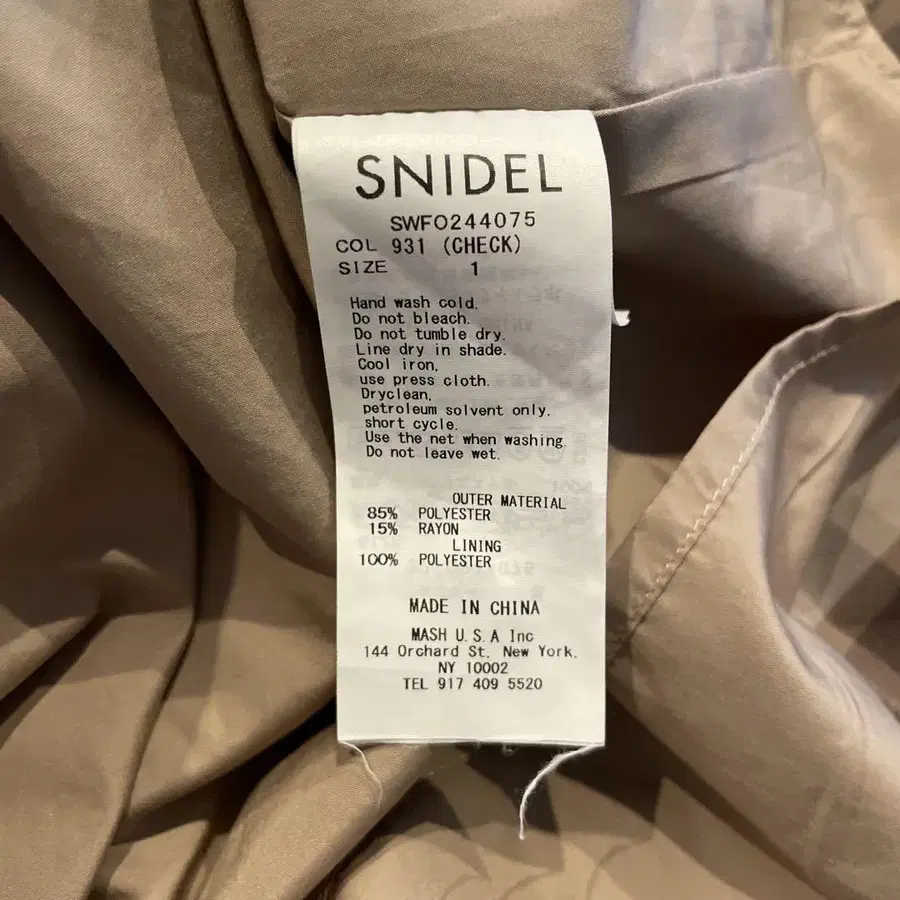 SNIDEL
SWFO244075
COL 931 (CHECK)
SIZE 1
Hand wash cold.
Do not bleach.
Do not tumble dry.
Line dry in shade.
Cool iron,
use press cloth.
Dryclean,
petroleum solvent only.
short cycle.
Use the net when washing.
Do not leave wet.
OUTER MATERIAL
85% POLYESTER
15% RAYON
LINING
100% POLYESTER
MADE IN CHINA
MASH U.S.A Inc
144 Orchard St, New York.
NY 10002
TEL 917 409 5520